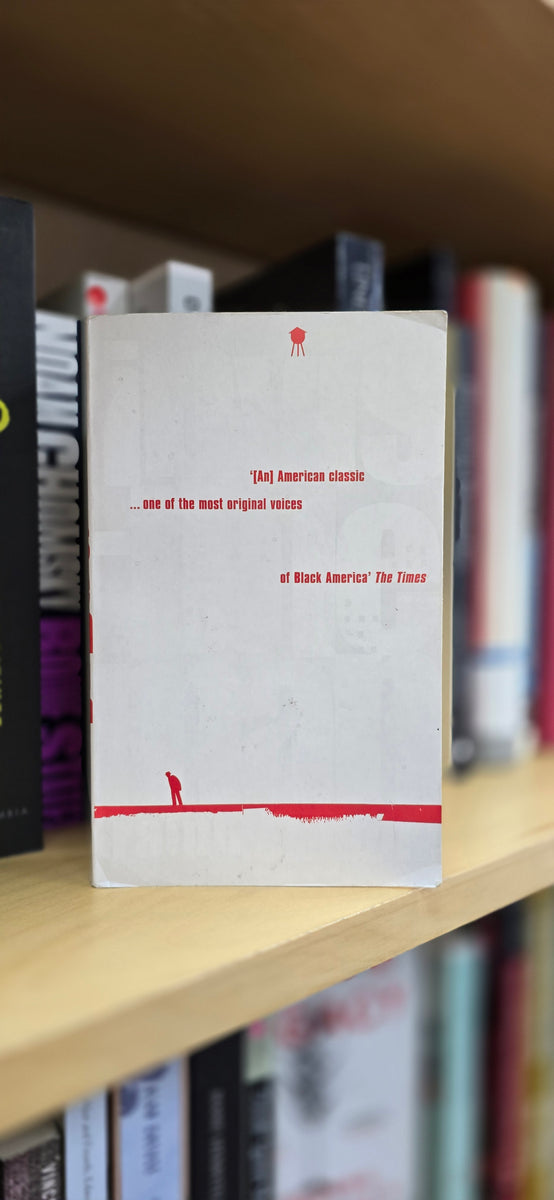 '[An] American classic
... one of the most original voices
of Black America' The Times
NOAM CHOMSKY